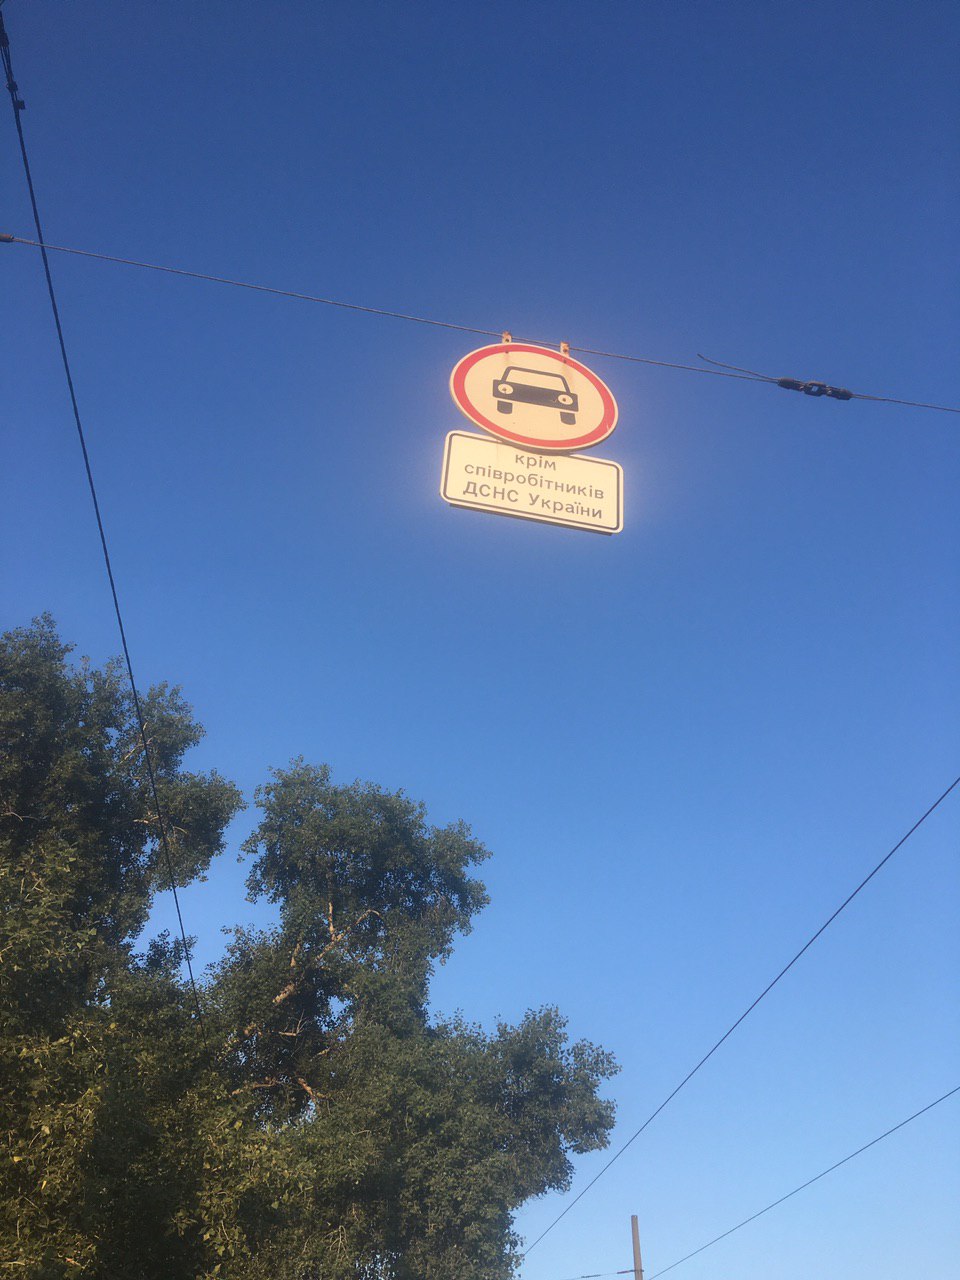 крім
співробітників
ДСНС України